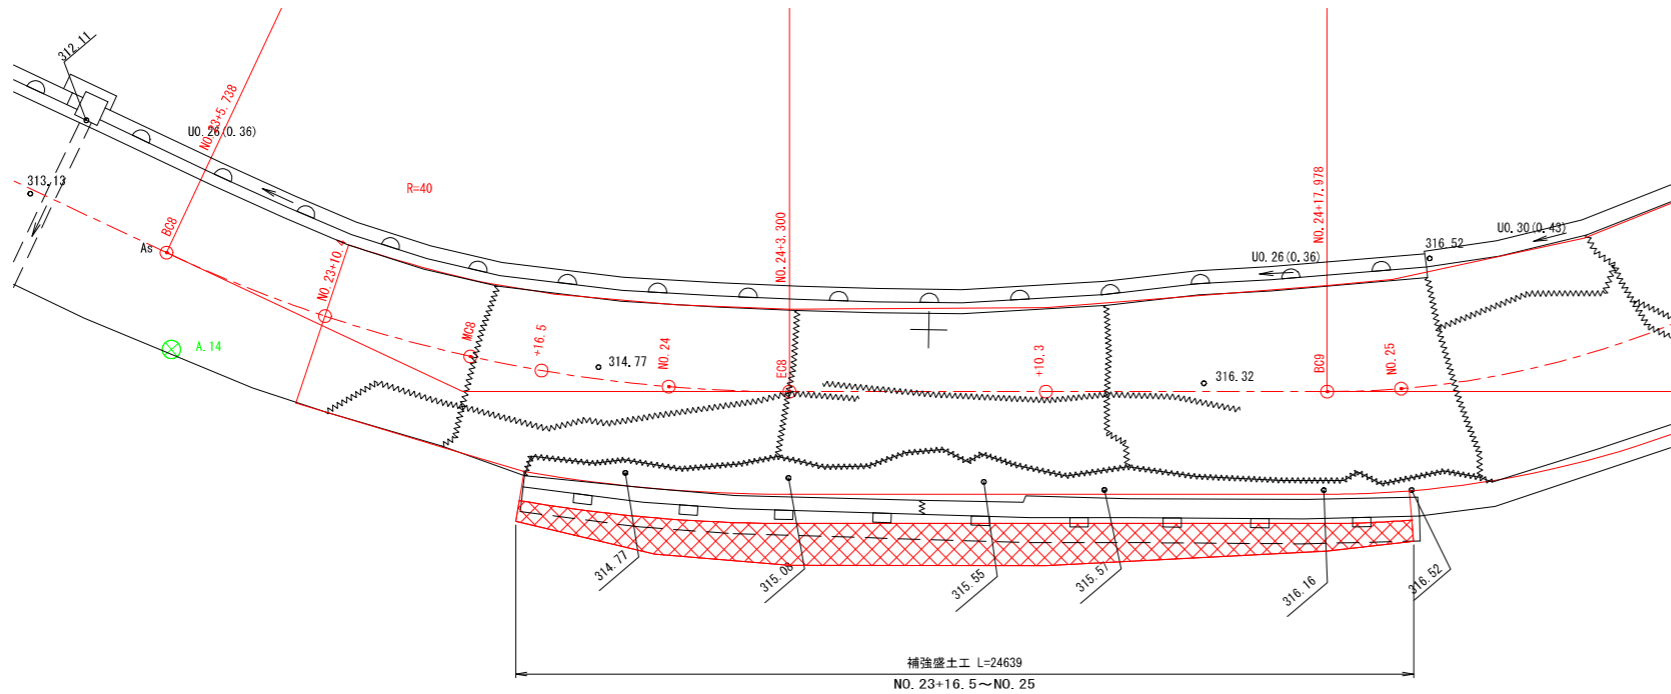 312.11
NO.23+5.738
U0.26(0.36)
313.13
R=40
BC8
As
NO.23+10.4
A.14
MC8
+16.5
314.77
NO.24
NO.24+3.300
EC8
+10.3
316.32
NO.24+17.978
BC9
NO.25
U0.26(0.36)
316.52
U0.30(0.43)
314.77
315.08
315.55
315.57
316.16
316.52
補強盛土工 L=24639
NO.23+16.5～NO.25